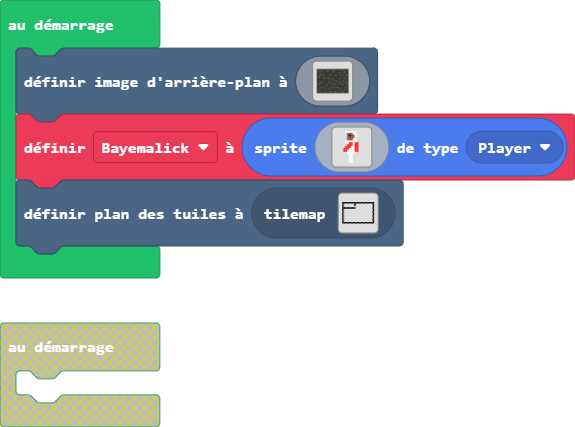 au démarrage
définir image d'arrière-plan à
définir Bayemalick à sprite de type Player
définir plan des tuiles à tilemap
au démarrage